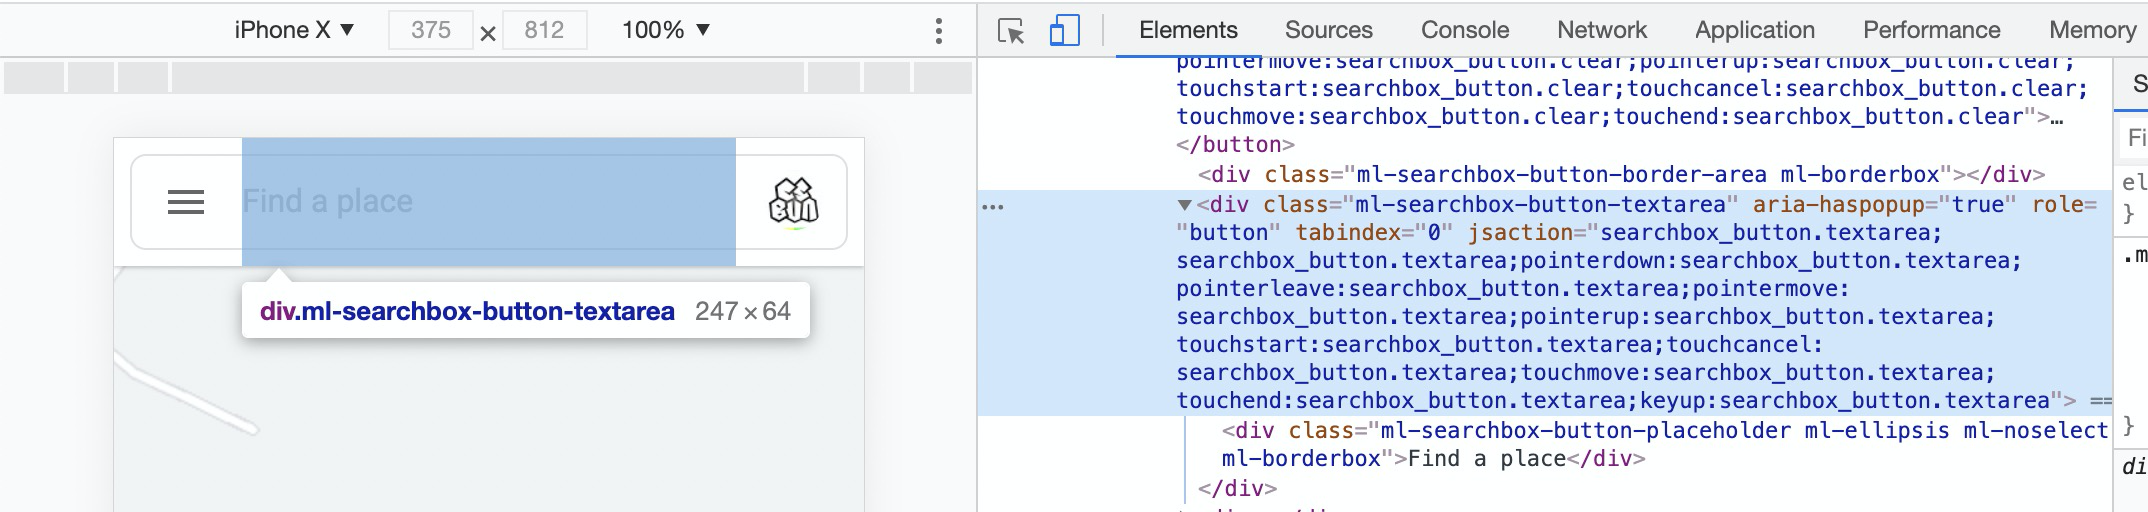 iPhone X ▼ 375 × 812 100% ▼
Elements Sources Console Network Application Performance Memory
Find a place
div.ml-searchbox-button-textarea 247 × 64
pointermove:searchbox_button.clear;pointerup:searchbox_button.clear;
touchstart:searchbox_button.clear;touchcancel:searchbox_button.clear;
touchmove:searchbox_button.clear;touchend:searchbox_button.clear">…
</button>
<div class="ml-searchbox-button-border-area ml-borderbox"></div>
… ▼<div class="ml-searchbox-button-textarea" aria-haspopup="true" role=
"button" tabindex="0" jsaction="searchbox_button.textarea;
searchbox_button.textarea;pointerdown:searchbox_button.textarea;
pointerleave:searchbox_button.textarea;pointermove:
searchbox_button.textarea;pointerup:searchbox_button.textarea;
touchstart:searchbox_button.textarea;touchcancel:
searchbox_button.textarea;touchmove:searchbox_button.textarea;
touchend:searchbox_button.textarea;keyup:searchbox_button.textarea"> ==
<div class="ml-searchbox-button-placeholder ml-ellipsis ml-noselect
ml-borderbox">Find a place</div>
</div>
S
Fi
el
}
.m
}
di